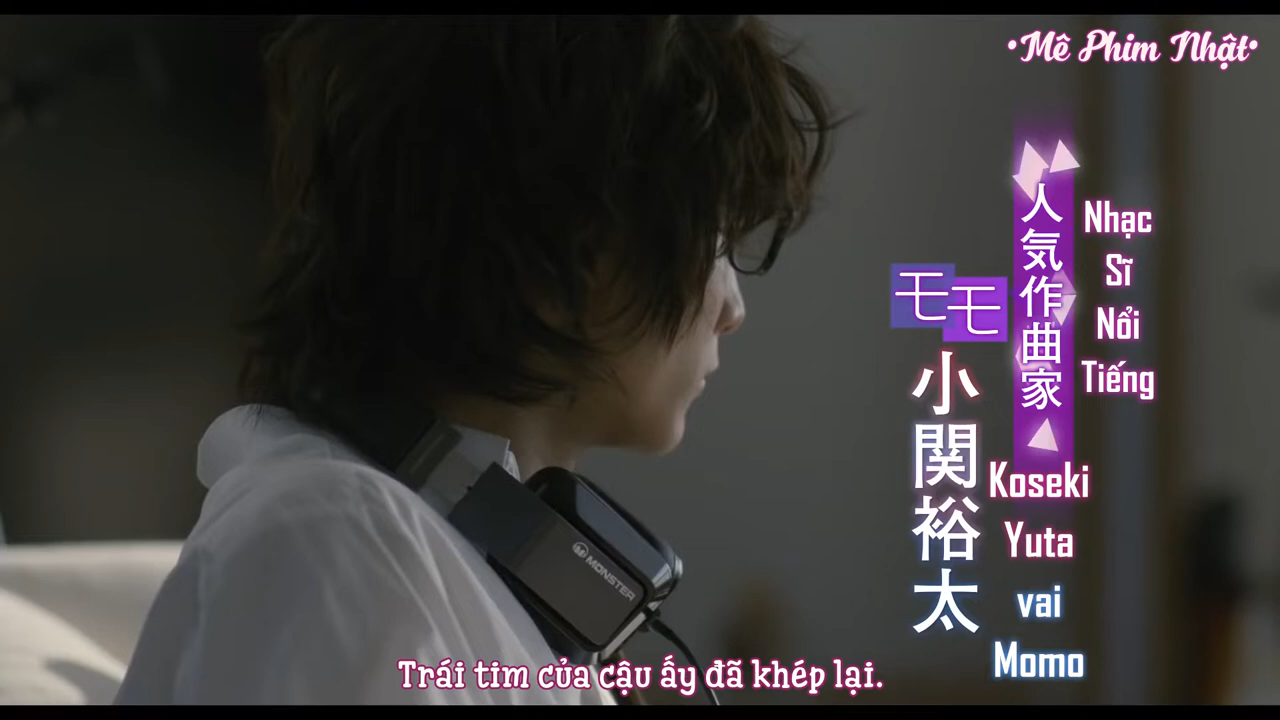 •Mê Phim Nhật•
人気作曲家
Nhạc
Sĩ
Nổi
Tiếng
モモ
小関裕太
Koseki
Yuta
vai
Momo
MONSTER
Trái tim của cậu ấy đã khép lại.